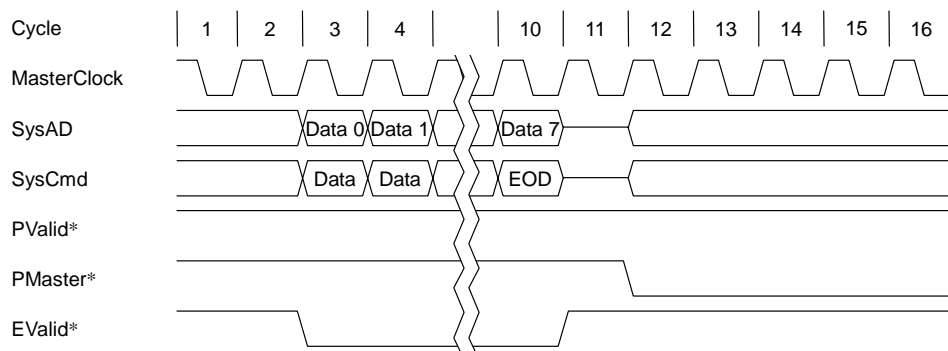 Cycle 1 2 3 4 10 11 12 13 14 15 16
MasterClock
SysAD Data 0 Data 1 Data 7
SysCmd Data Data EOD
PValid*
PMaster*
EValid*